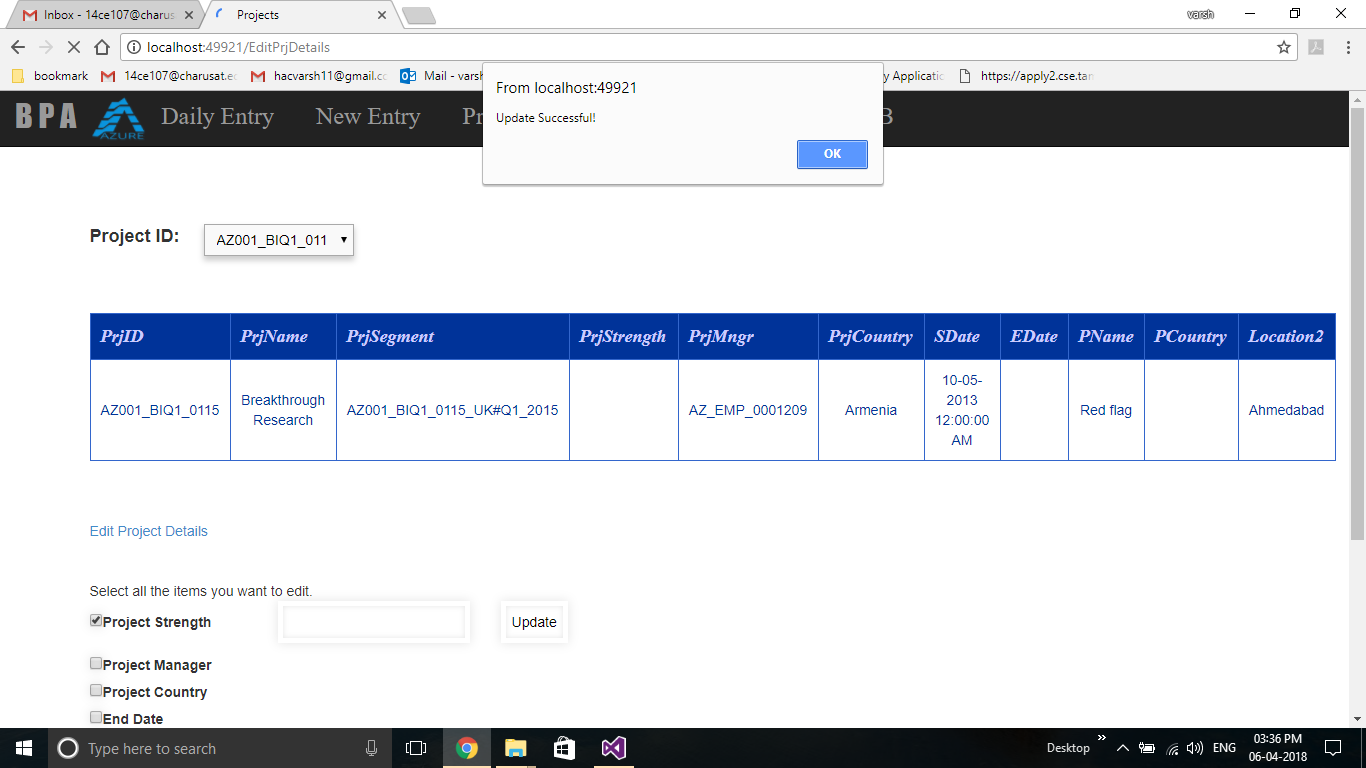 Inbox - 14ce107@charus
Projects
varsh
localhost:49921/EditPrjDetails
bookmark
14ce107@charusat.e
hacvarsh11@gmail.c
Mail - varsh
y Applicatio
https://apply2.cse.tam
From localhost:49921
Update Successful!
OK
BPA
AZURE
Daily Entry
New Entry
Pr
B
Project ID:
AZ001_BIQ1_011
PrjID PrjName PrjSegment PrjStrength PrjMngr PrjCountry SDate EDate PName PCountry Location2
AZ001_BIQ1_0115
Breakthrough
Research
AZ001_BIQ1_0115_UK#Q1_2015
AZ_EMP_0001209
Armenia
10-05-
2013
12:00:00
AM
Red flag
Ahmedabad
Edit Project Details
Select all the items you want to edit.
Project Strength
Update
Project Manager
Project Country
End Date
Type here to search
Desktop
ENG
03:36 PM
06-04-2018